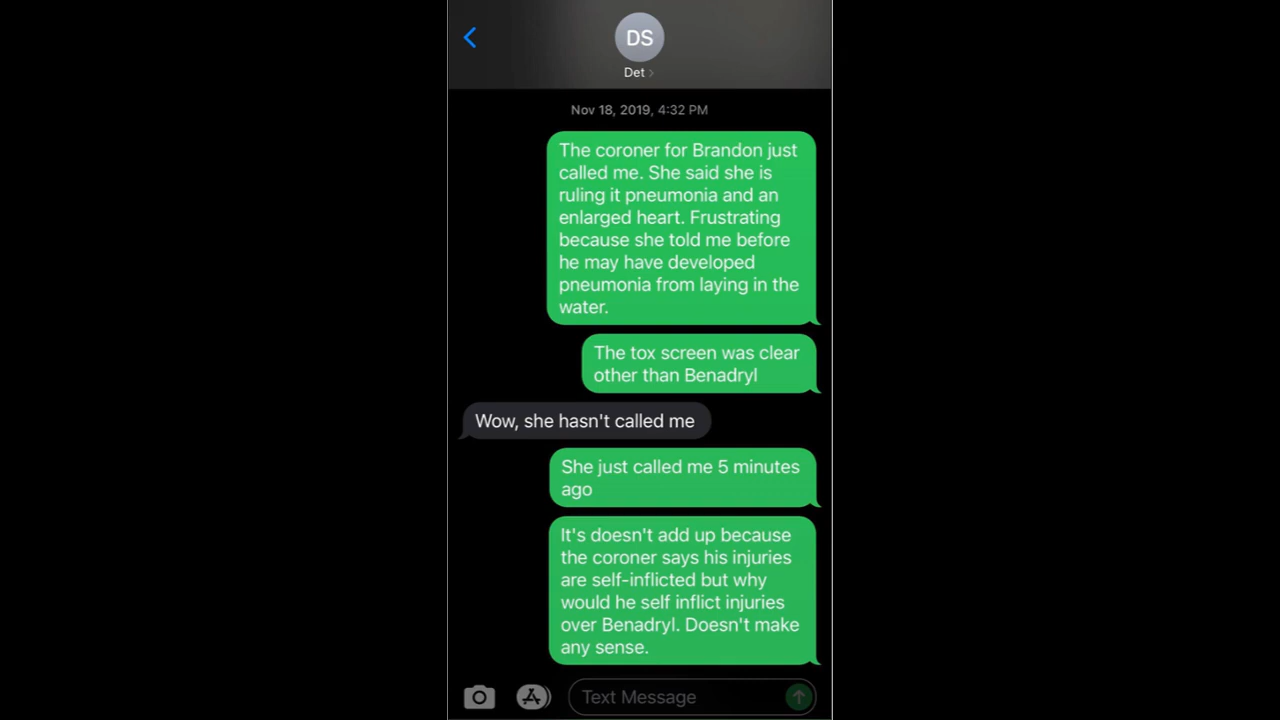 DS
Det
Nov 18, 2019, 4:32 PM
The coroner for Brandon just
called me. She said she is
ruling it pneumonia and an
enlarged heart. Frustrating
because she told me before
he may have developed
pneumonia from laying in the
water.
The tox screen was clear
other than Benadryl
Wow, she hasn't called me
She just called me 5 minutes
ago
It's doesn't add up because
the coroner says his injuries
are self-inflicted but why
would he self inflict injuries
over Benadryl. Doesn't make
any sense.
Text Message